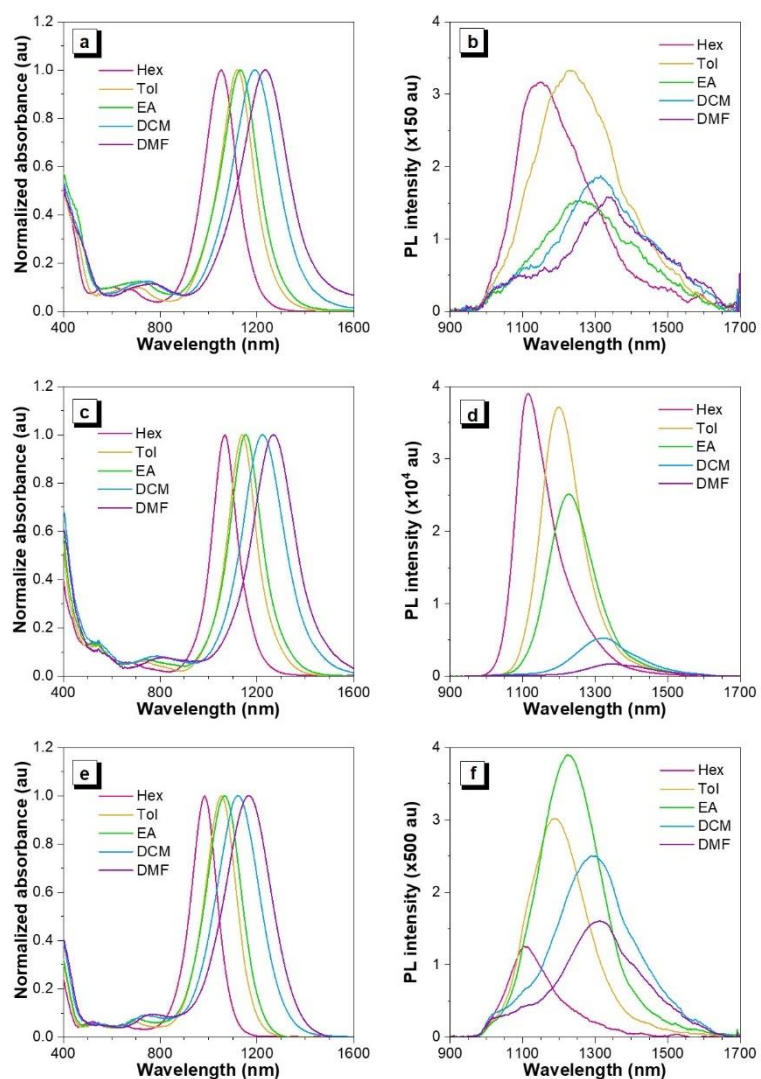 a
Hex
Tol
EA
DCM
DMF
Normalized absorbance (au)
1.2
1.0
0.8
0.6
0.4
0.2
0.0
400 800 1200 1600
Wavelength (nm)
b
Hex
Tol
EA
DCM
DMF
PL intensity (x150 au)
4
3
2
1
0
900 1100 1300 1500 1700
Wavelength (nm)
c
Hex
Tol
EA
DCM
DMF
Normalize absorbance (au)
1.2
1.0
0.8
0.6
0.4
0.2
0.0
400 800 1200 1600
Wavelength (nm)
d
Hex
Tol
EA
DCM
DMF
PL intensity (x10⁴ au)
4
3
2
1
0
900 1100 1300 1500 1700
Wavelength (nm)
e
Hex
Tol
EA
DCM
DMF
Normalized absorbance (au)
1.2
1.0
0.8
0.6
0.4
0.2
0.0
400 800 1200 1600
Wavelength (nm)
f
Hex
Tol
EA
DCM
DMF
PL intensity (x500 au)
4
3
2
1
0
900 1100 1300 1500 1700
Wavelength (nm)